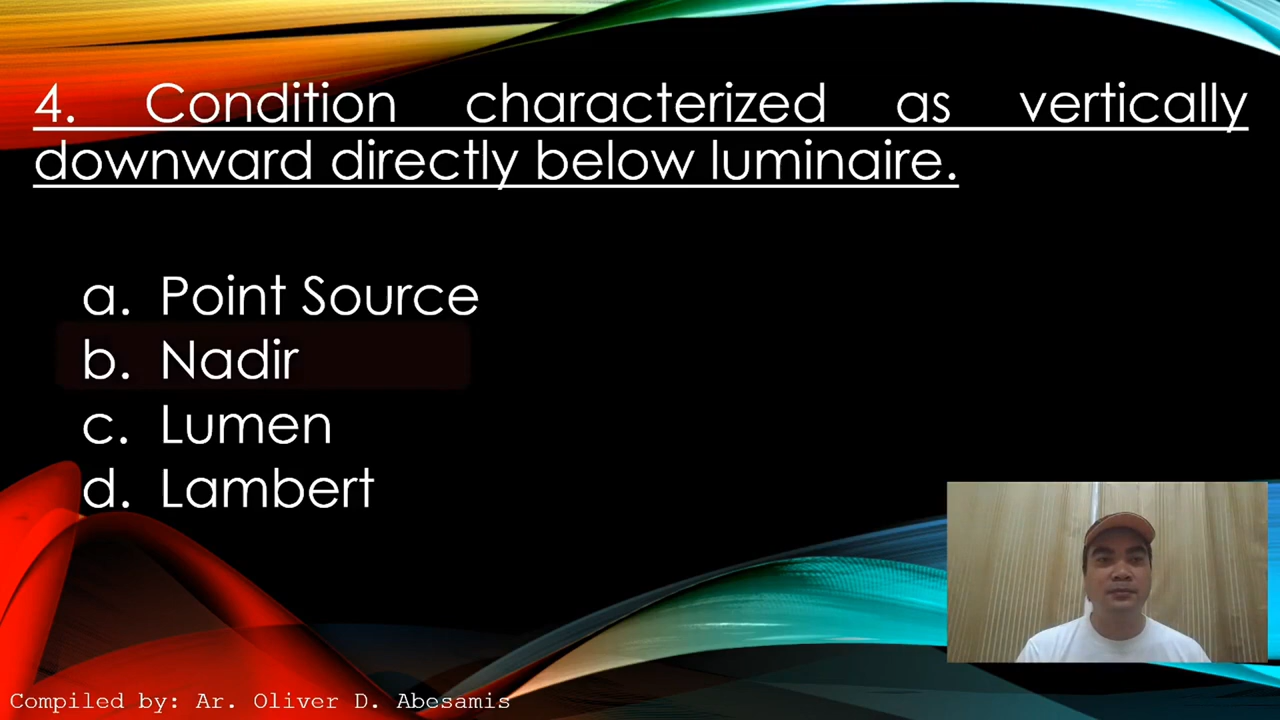 4. Condition characterized as vertically
downward directly below luminaire.
a. Point Source
b. Nadir
c. Lumen
d. Lambert
Compiled by: Ar. Oliver D. Abesamis